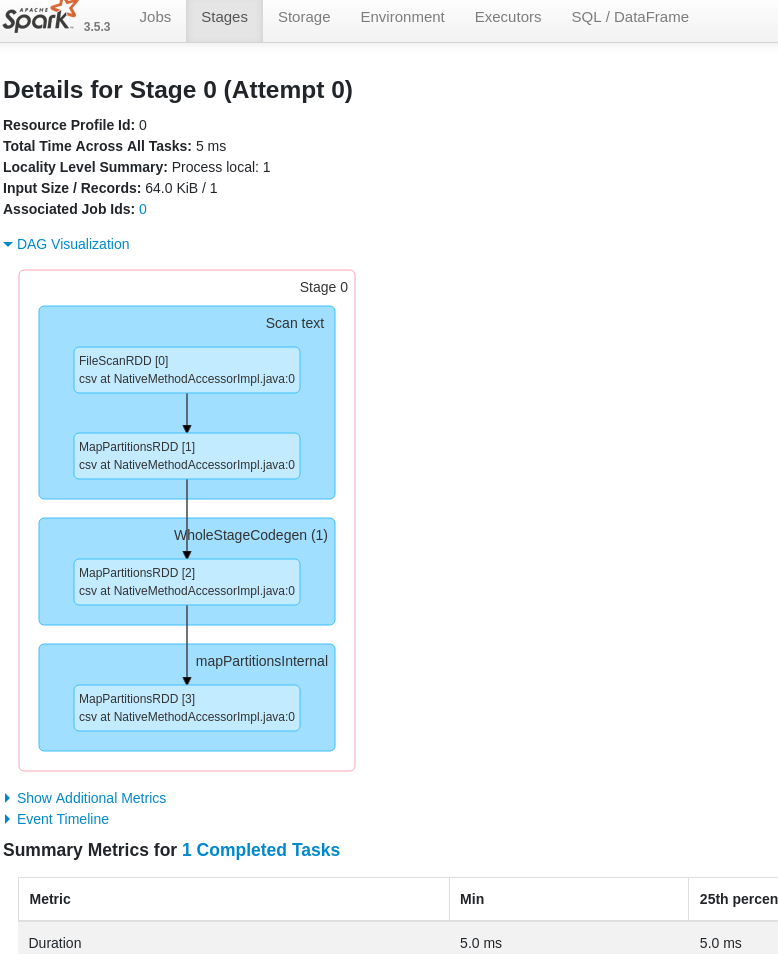 APACHE
Spark 3.5.3 Jobs Stages Storage Environment Executors SQL / DataFrame
Details for Stage 0 (Attempt 0)
Resource Profile Id: 0
Total Time Across All Tasks: 5 ms
Locality Level Summary: Process local: 1
Input Size / Records: 64.0 KiB / 1
Associated Job Ids: 0
DAG Visualization
Stage 0
Scan text
FileScanRDD [0]
csv at NativeMethodAccessorImpl.java:0
MapPartitionsRDD [1]
csv at NativeMethodAccessorImpl.java:0
WholeStageCodegen (1)
MapPartitionsRDD [2]
csv at NativeMethodAccessorImpl.java:0
mapPartitionsInternal
MapPartitionsRDD [3]
csv at NativeMethodAccessorImpl.java:0
Show Additional Metrics
Event Timeline
Summary Metrics for 1 Completed Tasks
Metric Min 25th percen
Duration 5.0 ms 5.0 ms